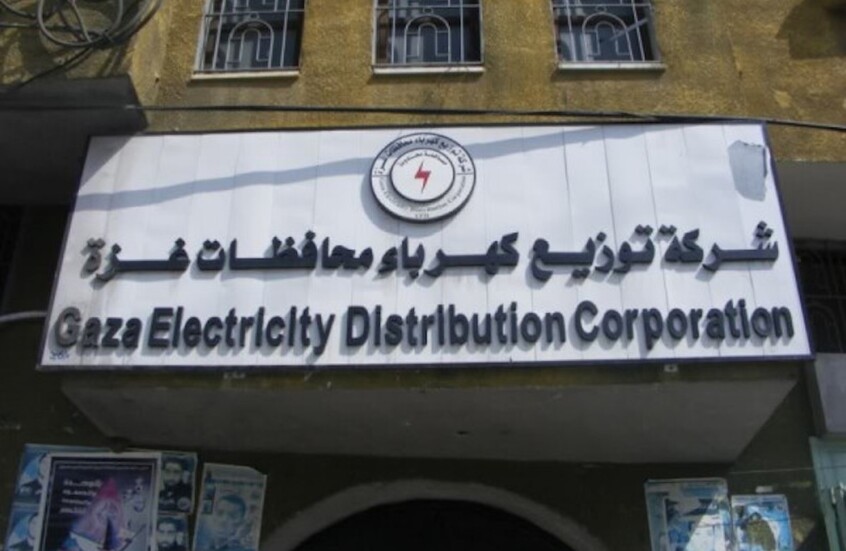 شركة توزيع كهرباء محافظات غزة
Gaza Electricity Distribution Corporation